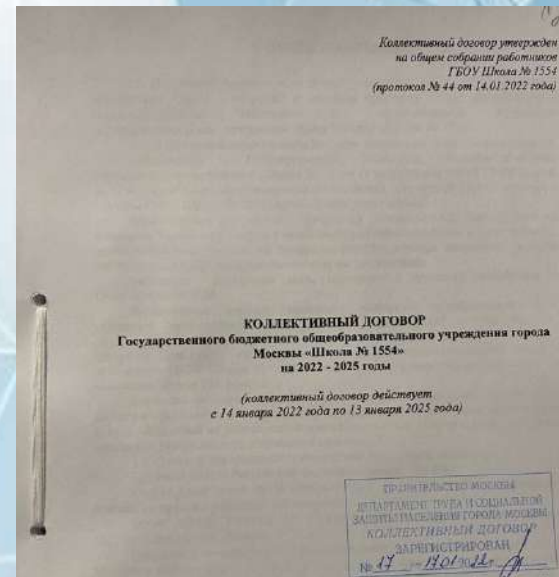 Коллективный договор утвержден
на общем собрании работников
ГБОУ Школа № 1554
(протокол № 44 от 14.01.2022 года)
КОЛЛЕКТИВНЫЙ ДОГОВОР
Государственного бюджетного общеобразовательного учреждения города
Москвы «Школа № 1554»
на 2022 - 2025 годы
(коллективный договор действует
с 14 января 2022 года по 13 января 2025 года)
ПРАВИТЕЛЬСТВО МОСКВЫ
ДЕПАРТАМЕНТ ТРУДА И СОЦИАЛЬНОЙ
ЗАЩИТЫ НАСЕЛЕНИЯ ГОРОДА МОСКВЫ
КОЛЛЕКТИВНЫЙ ДОГОВОР
ЗАРЕГИСТРИРОВАН
№ 17